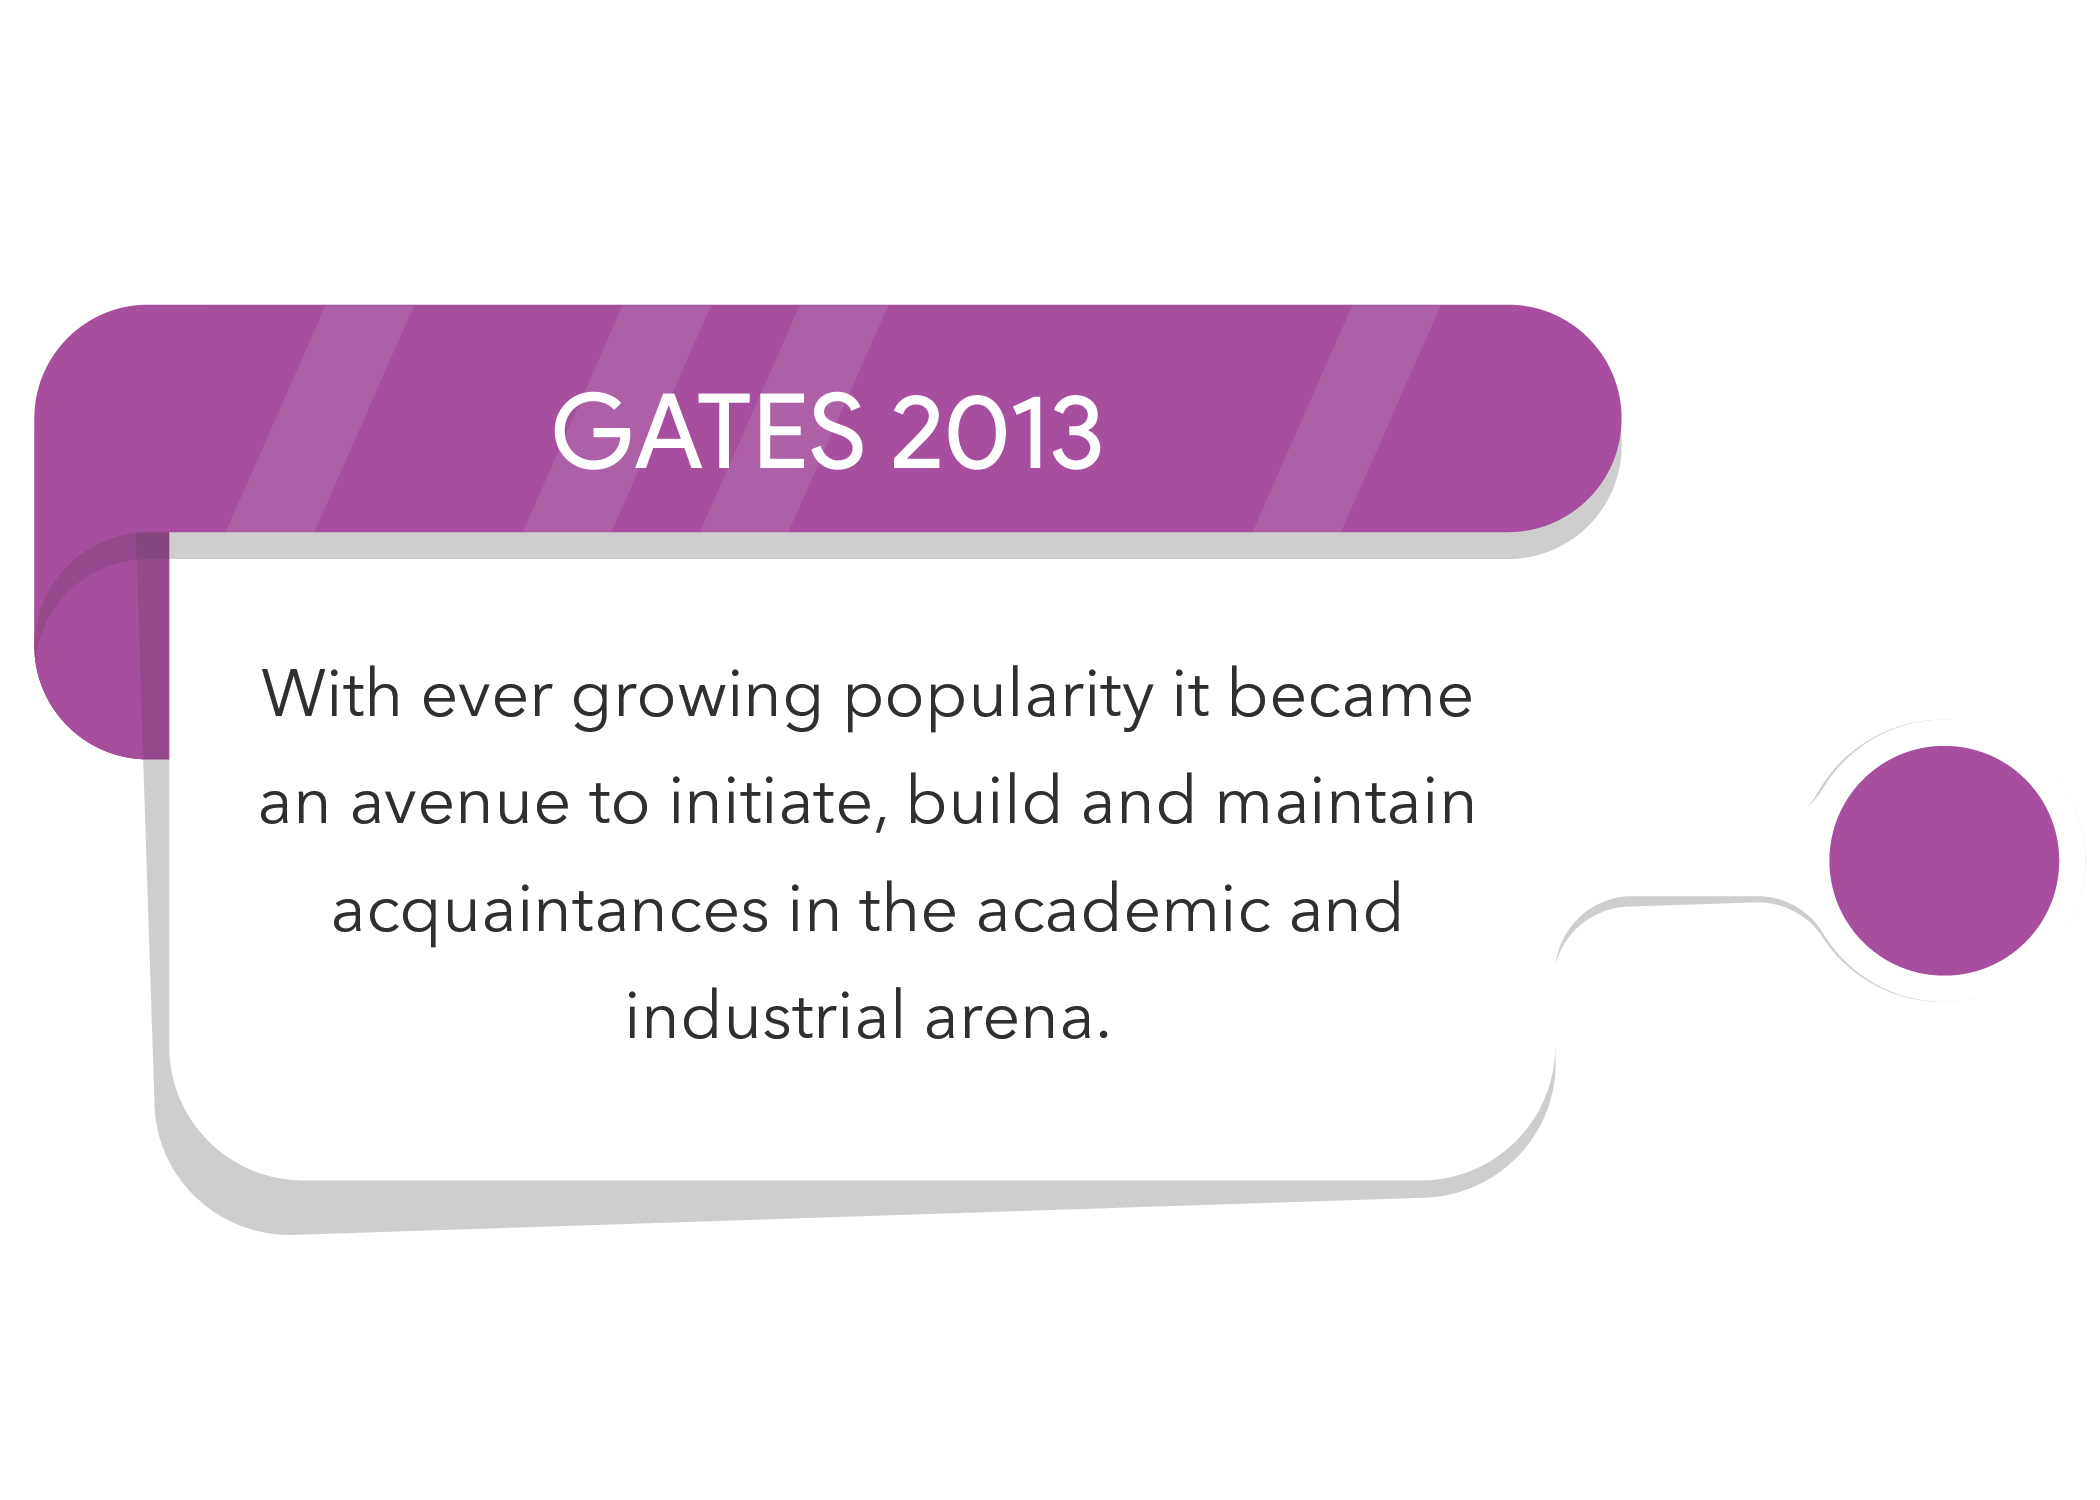 GATES 2013
With ever growing popularity it became
an avenue to initiate, build and maintain
acquaintances in the academic and
industrial arena.